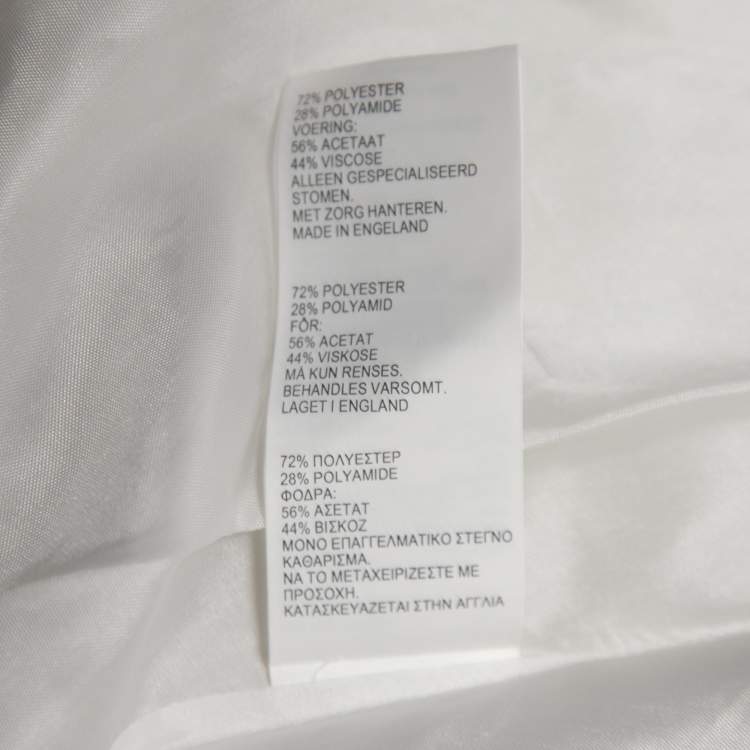 72% POLYESTER
28% POLYAMIDE
VOERING:
56% ACETAAT
44% VISCOSE
ALLEEN GESPECIALISEERD
STOMEN.
MET ZORG HANTEREN.
MADE IN ENGELAND
72% POLYESTER
28% POLYAMID
FÔR:
56% ACETAT
44% VISKOSE
MÅ KUN RENSES.
BEHANDLES VARSOMT.
LAGET I ENGLAND
72% ΠΟΛΥΕΣΤΕΡ
28% POLYAMIDE
ΦΟΔΡΑ:
56% ΑΣΕΤΑΤ
44% ΒΙΣΚΟΖ
ΜΟΝΟ ΕΠΑΓΓΕΛΜΑΤΙΚΟ ΣΤΕΓΝΟ
ΚΑΘΑΡΙΣΜΑ.
ΝΑ ΤΟ ΜΕΤΑΧΕΙΡΙΖΕΣΤΕ ΜΕ
ΠΡΟΣΟΧΗ.
ΚΑΤΑΣΚΕΥΑΖΕΤΑΙ ΣΤΗΝ ΑΓΓΛΙΑ